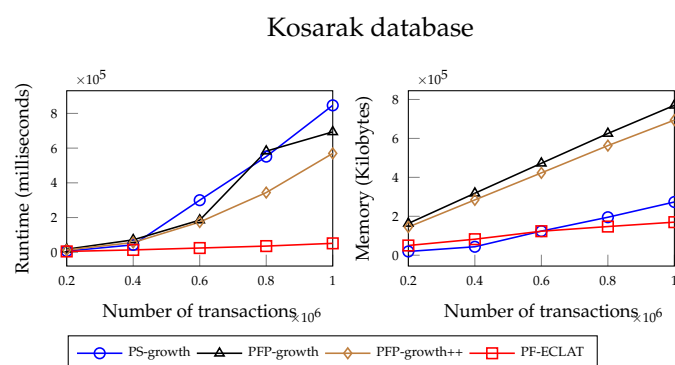 Kosarak database
×10^5
×10^5
Runtime (milliseconds)
8
6
4
2
0
0.2 0.4 0.6 0.8 1
Number of transactions
×10^6
Memory (Kilobytes)
8
6
4
2
0
0.2 0.4 0.6 0.8 1
Number of transactions
×10^6
PS-growth PFP-growth PFP-growth++ PF-ECLAT